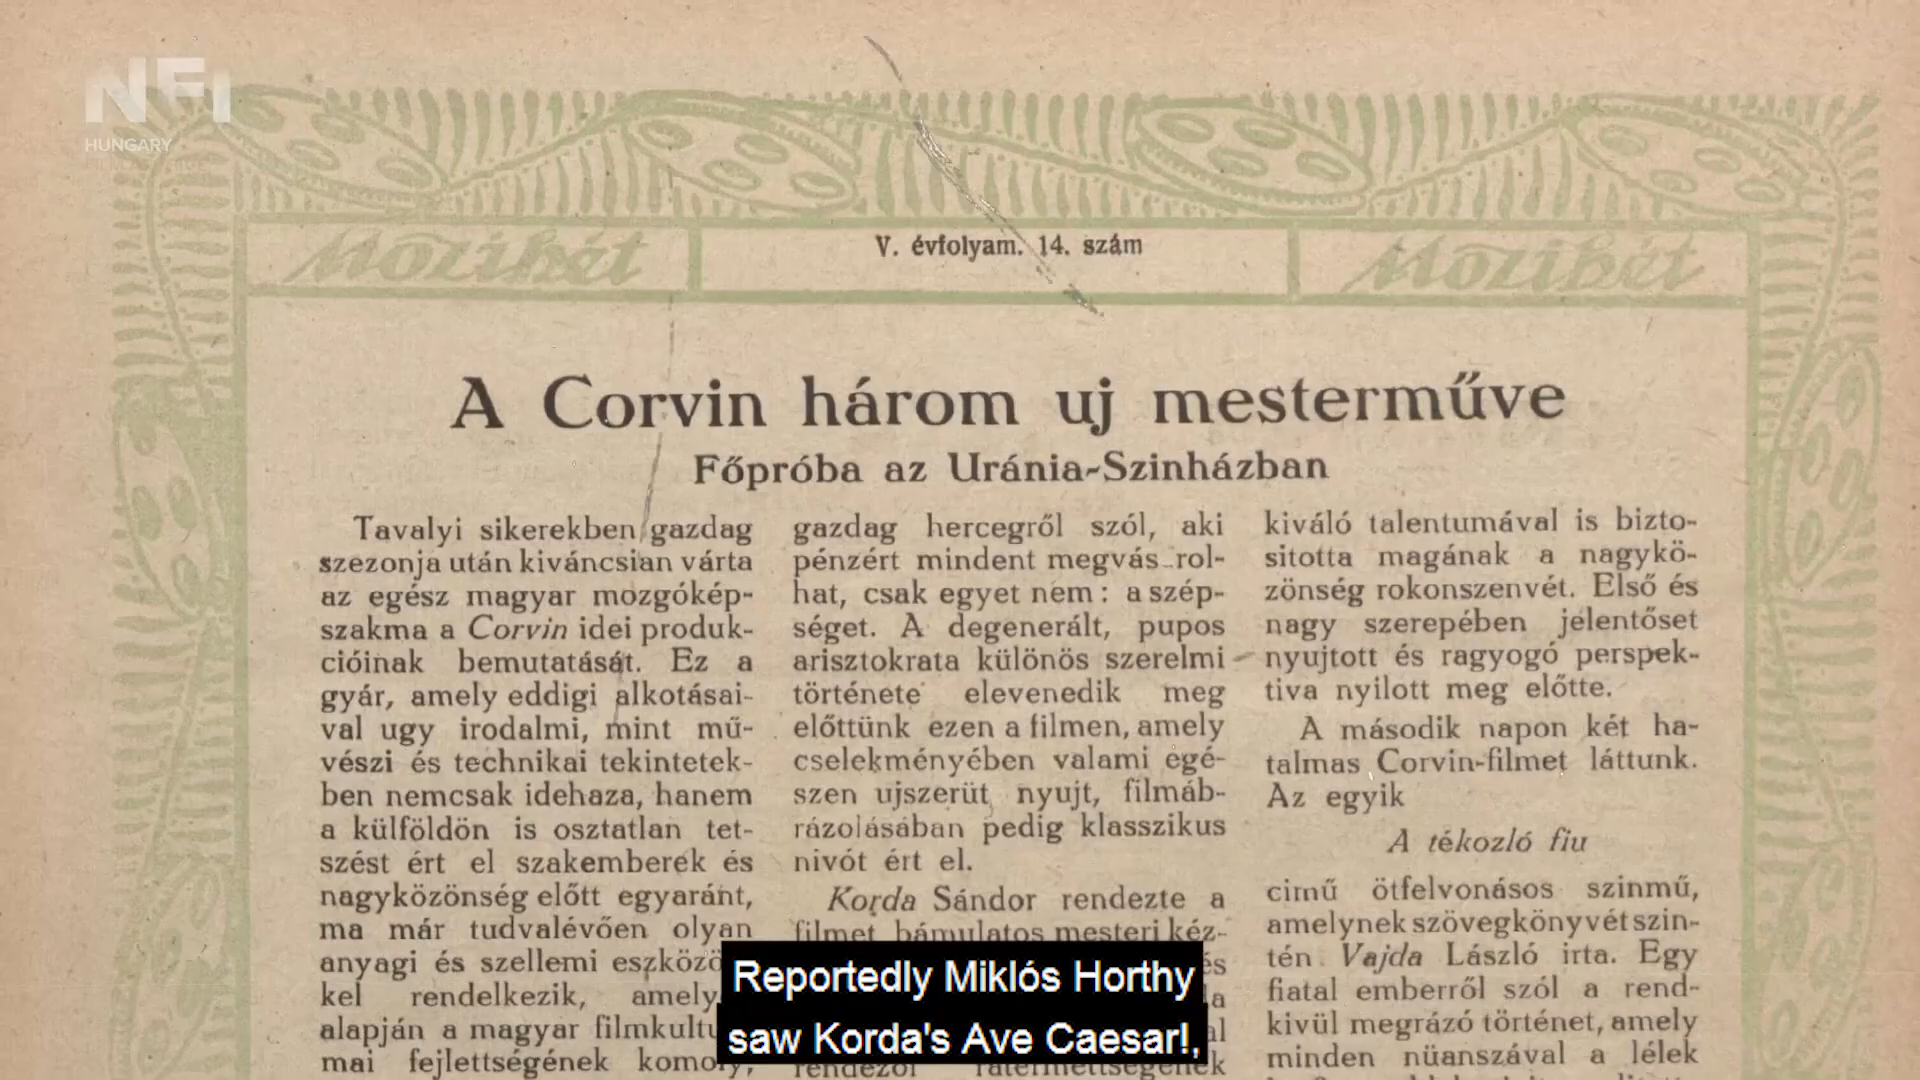 NFI
HUNGARY
Mozihét
V. évfolyam. 14. szám
Mozihét
A Corvin három uj mesterműve
Főpróba az Uránia-Szinházban
Tavalyi sikerekben gazdag
szezonja után kiváncsian várta
az egész magyar mozgókép-
szakma a Corvin idei produk-
cióinak bemutatását. Ez a
gyár, amely eddigi alkotásai-
val ugy irodalmi, mint mű-
vészi és technikai tekintetek-
ben nemcsak idehaza, hanem
a külföldön is osztatlan tet-
szést ért el szakemberek és
nagyközönség előtt egyaránt,
ma már tudvalévően olyan
anyagi és szellemi
kel rendelkezik,
alapján a magyar
mai fejlettségének
gazdag hercegről szól, aki
pénzért mindent megvás rol-
hat, csak egyet nem: a szép-
séget. A degenerált, pupos
arisztokrata különös szerelmi
története elevenedik meg
előttünk ezen a filmen, amely
cselekményében valami egé-
szen ujszerüt nyujt, filmáb-
rázolásában pedig klasszikus
nivót ért el.
Korda Sándor rendezte a
filmet bámulatos mesteri kéz-
kiváló talentumával is bizto-
sitotta magának a nagykö-
zönség rokonszenvét. Első és
nagy szerepében jelentőset
nyujtott és ragyogó perspek-
tiva nyilott meg előtte.
A második napon két ha-
talmas Corvin-filmet láttunk.
Az egyik
A tékozló fiu
cimű ötfelvonásos szinmű,
amelynek szövegkönyvét szin-
tén Vajda László irta. Egy
fiatal emberről szól a rend-
kivül megrázó történet, amely
minden nüanszával a lélek
Reportedly Miklós Horthy
saw Korda's Ave Caesar!,